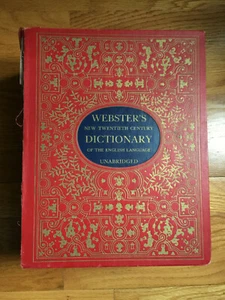 WEBSTER'S
NEW TWENTIETH CENTURY
DICTIONARY
OF THE ENGLISH LANGUAGE
UNABRIDGED